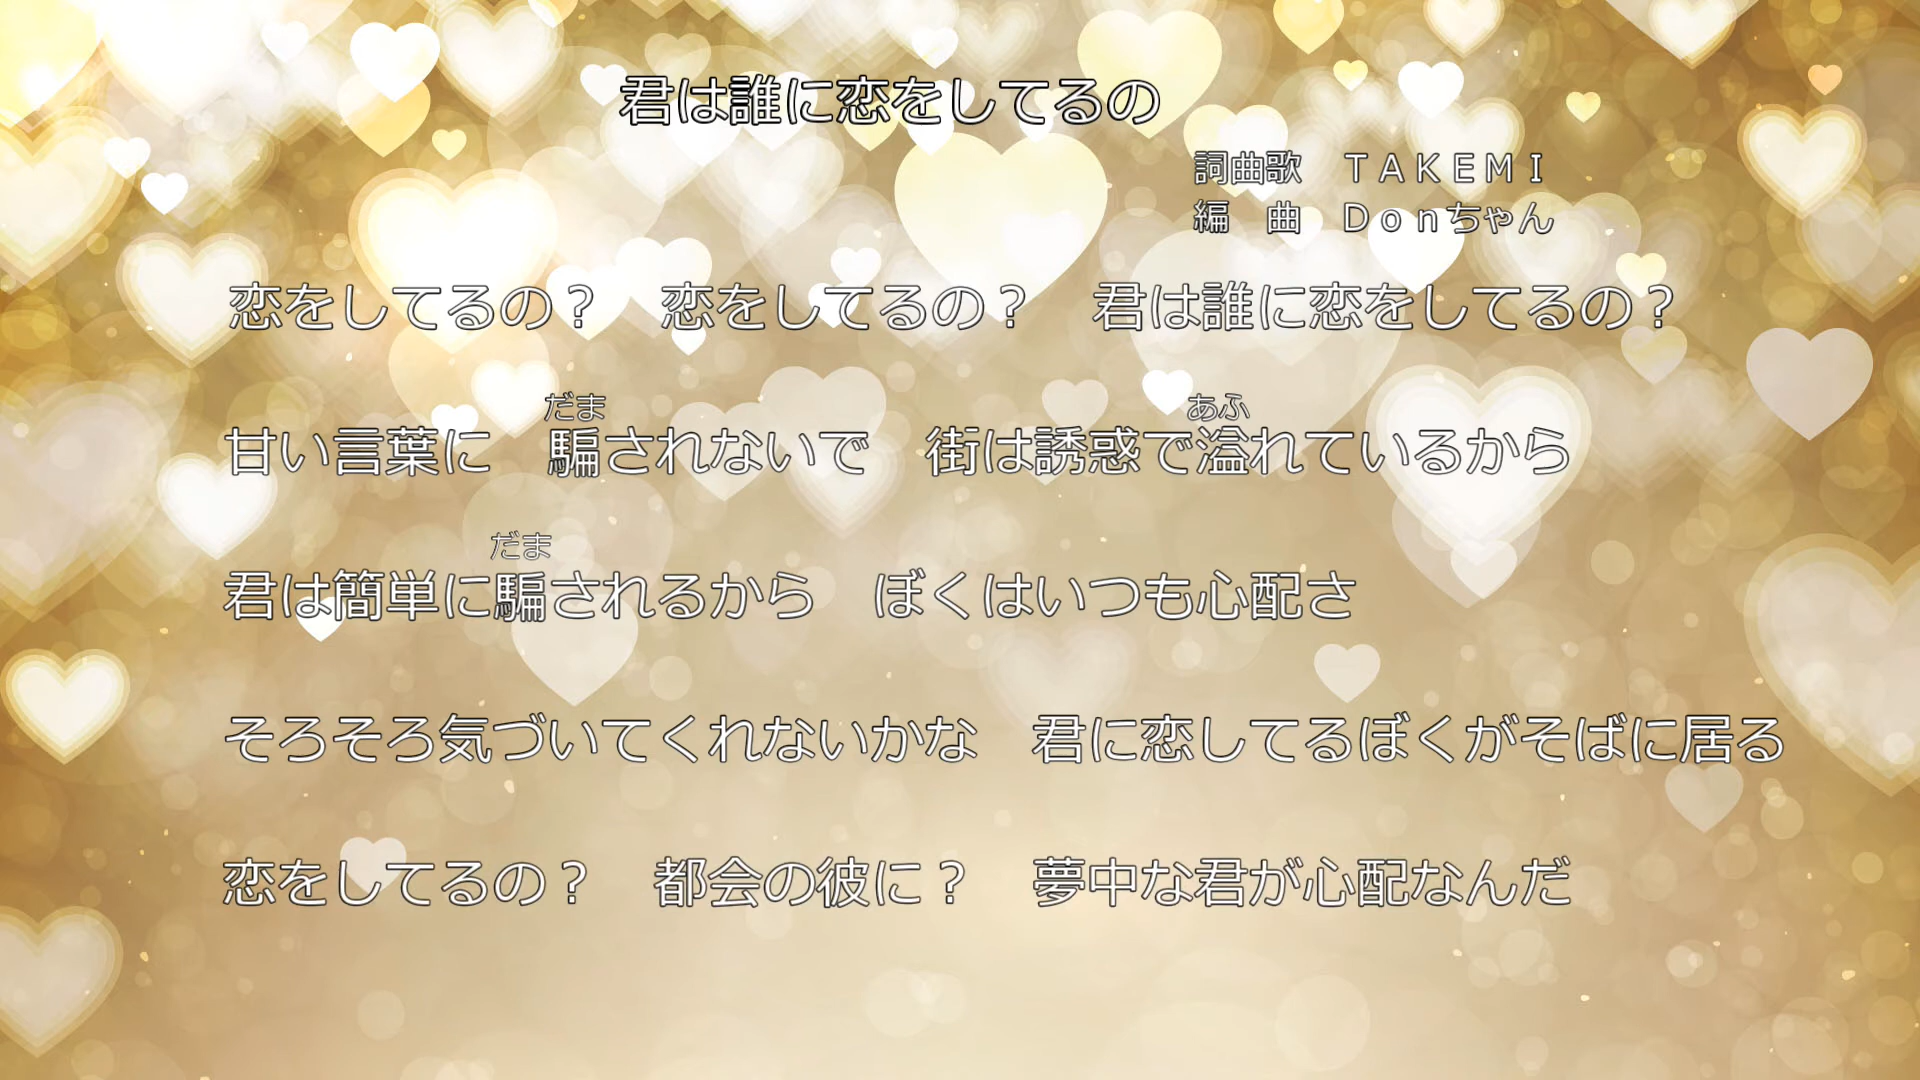 君は誰に恋をしてるの
詞曲歌　ＴＡＫＥＭＩ
編　曲　Ｄｏｎちゃん
恋をしてるの？　恋をしてるの？　君は誰に恋をしてるの？
だま　あふ
甘い言葉に　騙されないで　街は誘惑で溢れているから
だま
君は簡単に騙されるから　ぼくはいつも心配さ
そろそろ気づいてくれないかな　君に恋してるぼくがそばに居る
恋をしてるの？　都会の彼に？　夢中な君が心配なんだ